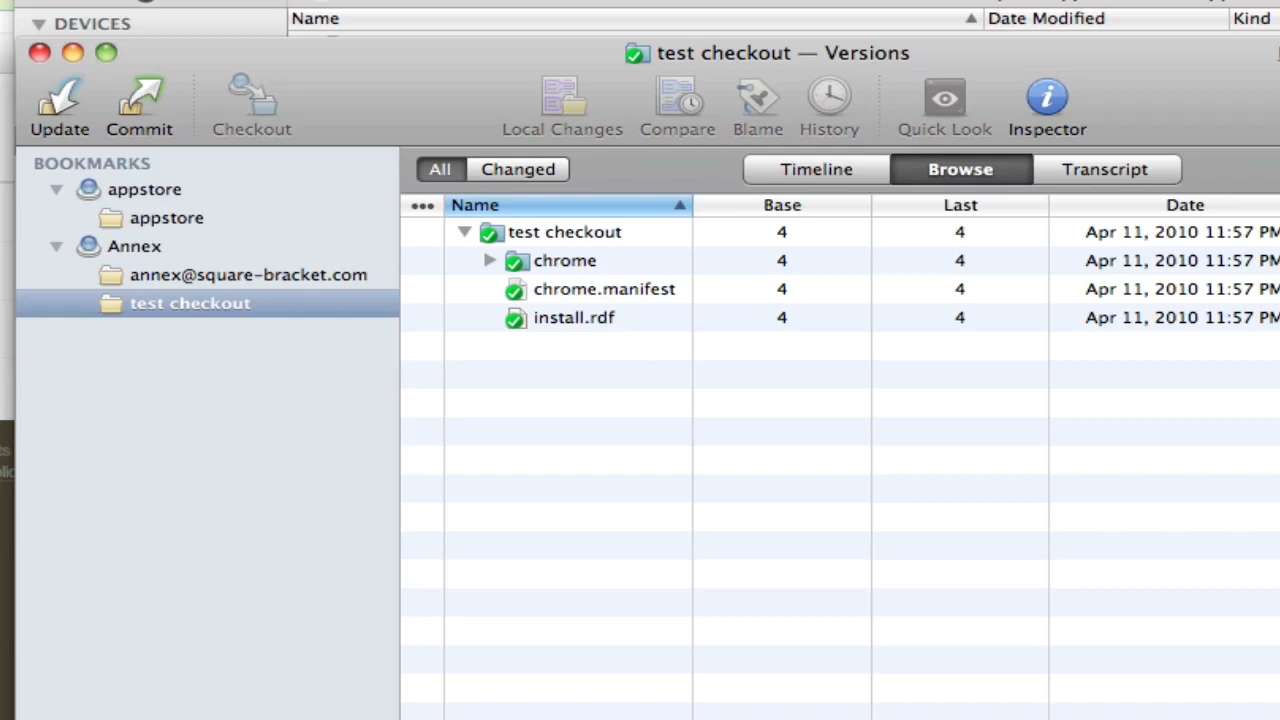 DEVICES Name Date Modified Kind
test checkout — Versions
Update Commit Checkout Local Changes Compare Blame History Quick Look Inspector
BOOKMARKS
appstore
appstore
Annex
annex@square-bracket.com
test checkout
All Changed Timeline Browse Transcript
••• Name Base Last Date
test checkout 4 4 Apr 11, 2010 11:57 PM
chrome 4 4 Apr 11, 2010 11:57 PM
chrome.manifest 4 4 Apr 11, 2010 11:57 PM
install.rdf 4 4 Apr 11, 2010 11:57 PM